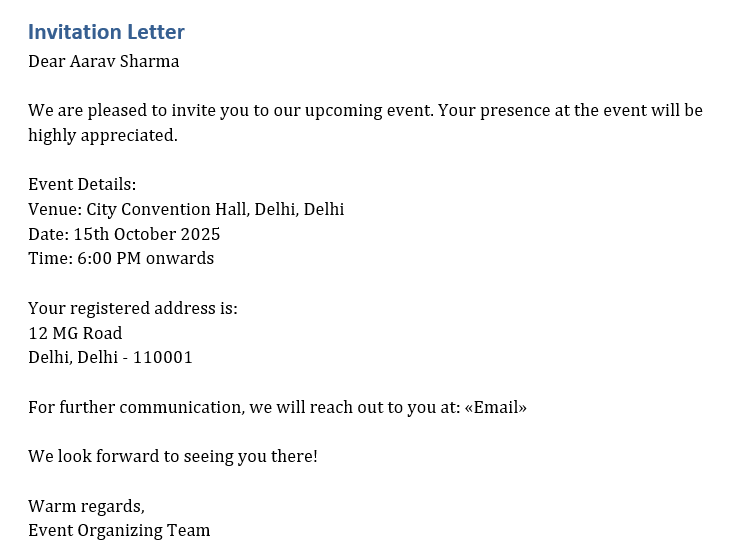 Invitation Letter
Dear Aarav Sharma
We are pleased to invite you to our upcoming event. Your presence at the event will be
highly appreciated.
Event Details:
Venue: City Convention Hall, Delhi, Delhi
Date: 15th October 2025
Time: 6:00 PM onwards
Your registered address is:
12 MG Road
Delhi, Delhi - 110001
For further communication, we will reach out to you at: «Email»
We look forward to seeing you there!
Warm regards,
Event Organizing Team